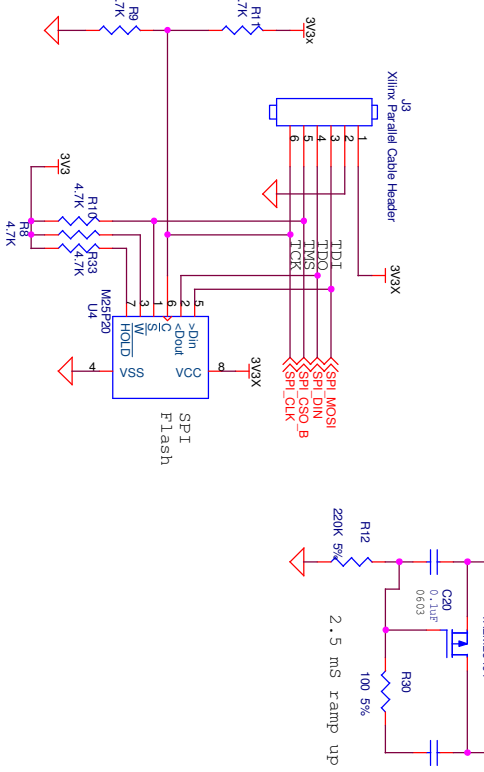 3V3x
R11
.7K
R9
.7K
J3
Xilinx Parallel Cable Header
1
2
3
4
5
6
3V3X
TDI
TDO
TMS
TCK
SPI_MOSI
SPI_DIN
SPI_CSO_B
SPI_CLK
3V3
R10
4.7K
R8
4.7K
R33
4.7K
M25P20
U4
5
2
6
1
3
7
>Din
<Dout
C
S
W
HOLD
VCC
8
3V3X
VSS
4
SPI
Flash
R12
220K 5%
C20
0.1uF
0603
R30
100 5%
2.5 mS ramp up